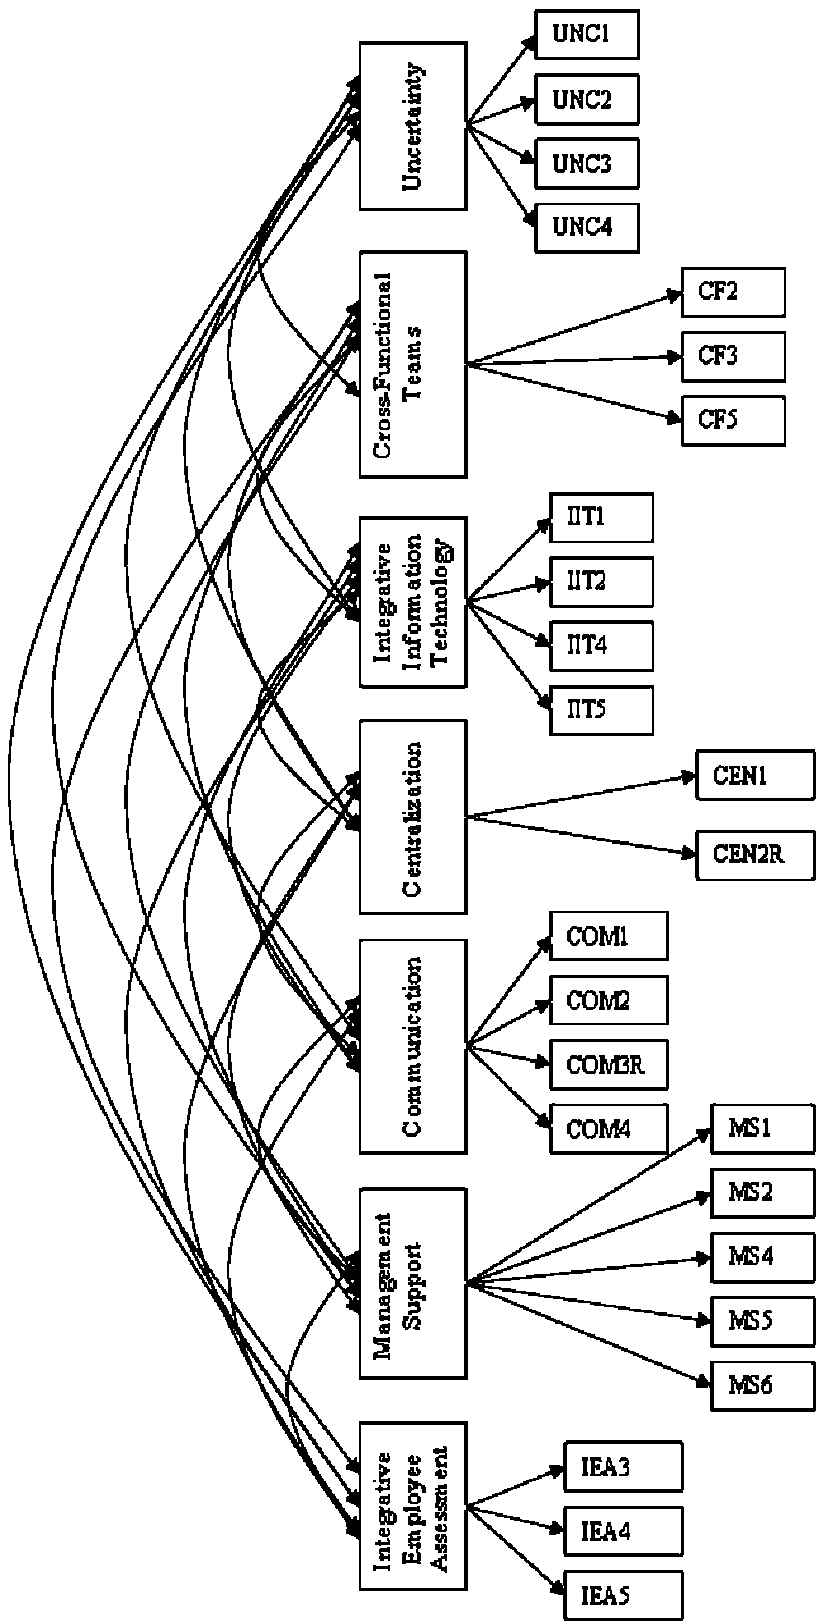 Uncertainty
UNC1
UNC2
UNC3
UNC4
Cross-Functional
Teams
CF2
CF3
CF5
Integrative
Information
Technology
IIT1
IIT2
IIT4
IIT5
Centralization
CEN1
CEN2R
Communication
COM1
COM2
COM3R
COM4
Management
Support
MS1
MS2
MS4
MS5
MS6
Integrative
Employee
Assessment
IEA3
IEA4
IEA5